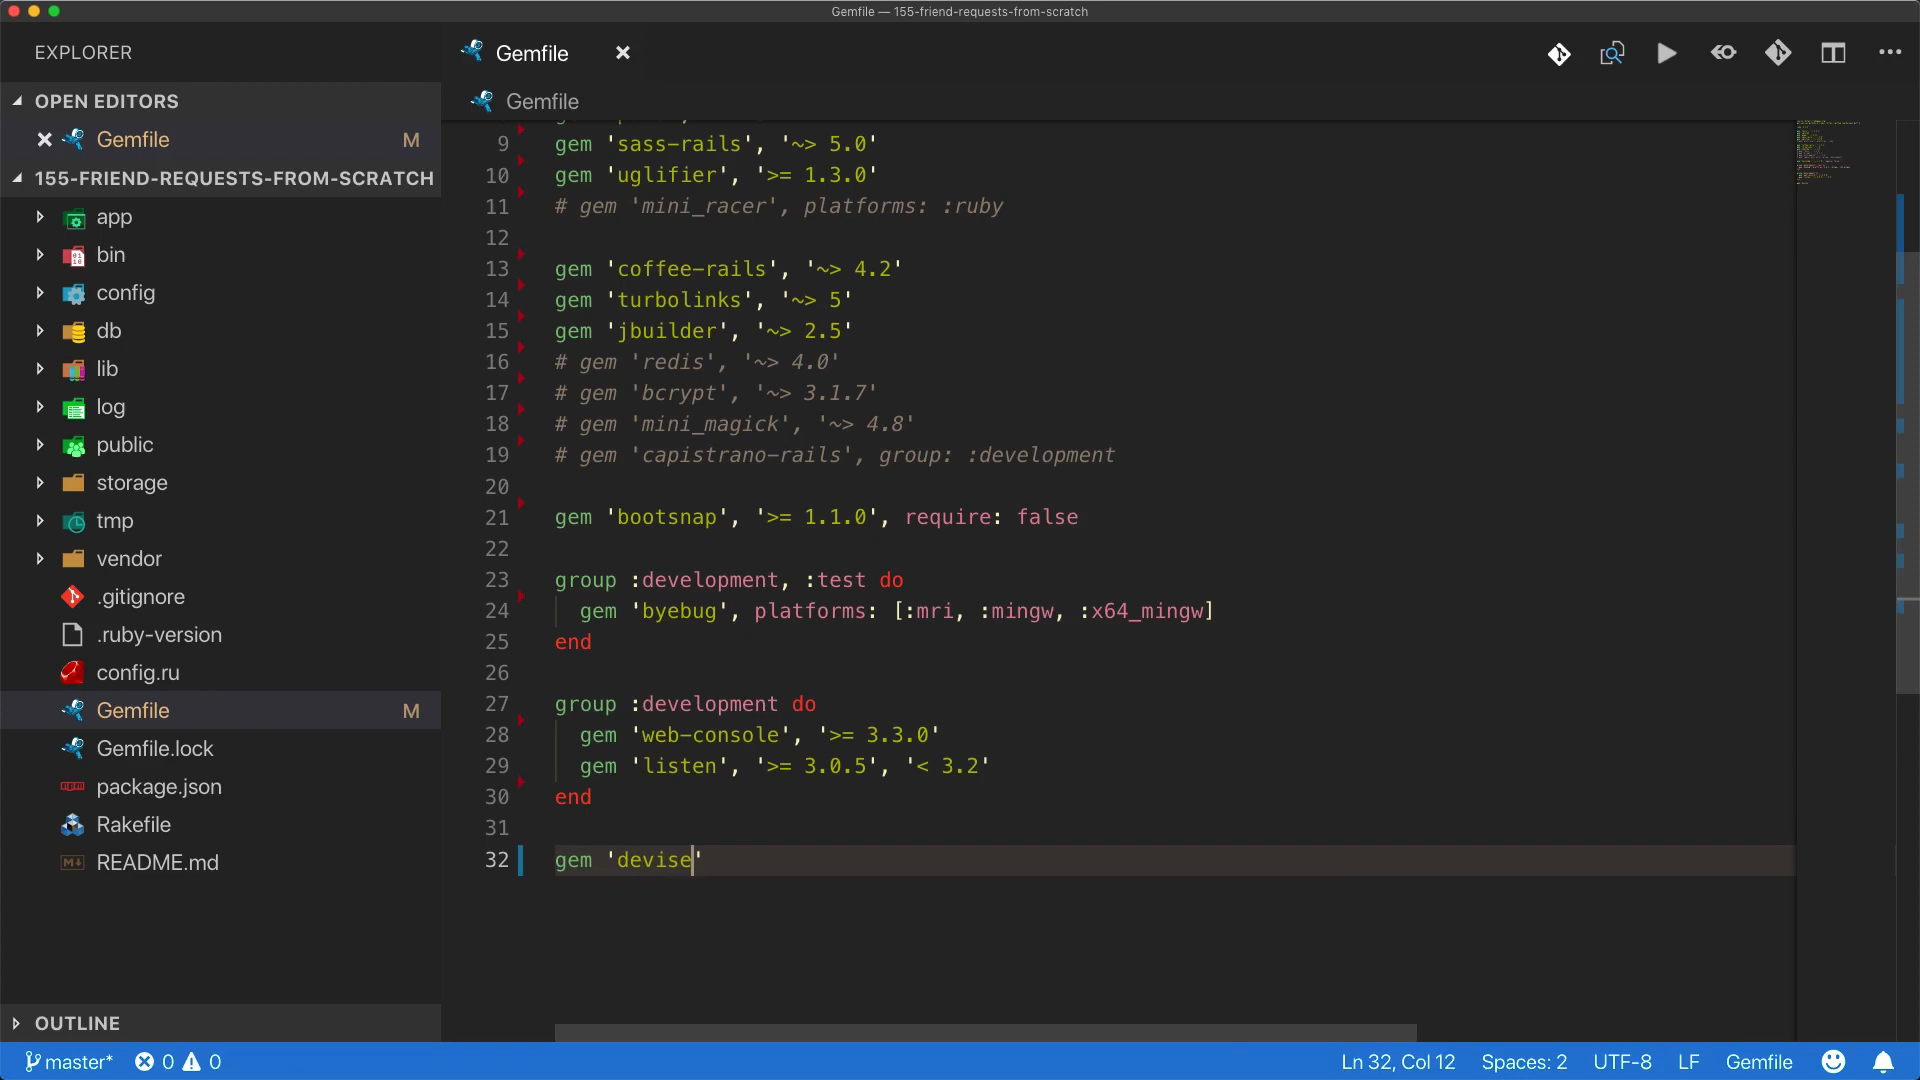 Gemfile — 155-friend-requests-from-scratch
EXPLORER
OPEN EDITORS
Gemfile M
155-FRIEND-REQUESTS-FROM-SCRATCH
app
bin
config
db
lib
log
public
storage
tmp
vendor
.gitignore
.ruby-version
config.ru
Gemfile M
Gemfile.lock
package.json
Rakefile
README.md
OUTLINE
Gemfile
Gemfile
9 gem 'sass-rails', '~> 5.0'
10 gem 'uglifier', '>= 1.3.0'
11 # gem 'mini_racer', platforms: :ruby
12
13 gem 'coffee-rails', '~> 4.2'
14 gem 'turbolinks', '~> 5'
15 gem 'jbuilder', '~> 2.5'
16 # gem 'redis', '~> 4.0'
17 # gem 'bcrypt', '~> 3.1.7'
18 # gem 'mini_magick', '~> 4.8'
19 # gem 'capistrano-rails', group: :development
20
21 gem 'bootsnap', '>= 1.1.0', require: false
22
23 group :development, :test do
24 gem 'byebug', platforms: [:mri, :mingw, :x64_mingw]
25 end
26
27 group :development do
28 gem 'web-console', '>= 3.3.0'
29 gem 'listen', '>= 3.0.5', '< 3.2'
30 end
31
32 gem 'devise'
master* 0 0 Ln 32, Col 12 Spaces: 2 UTF-8 LF Gemfile